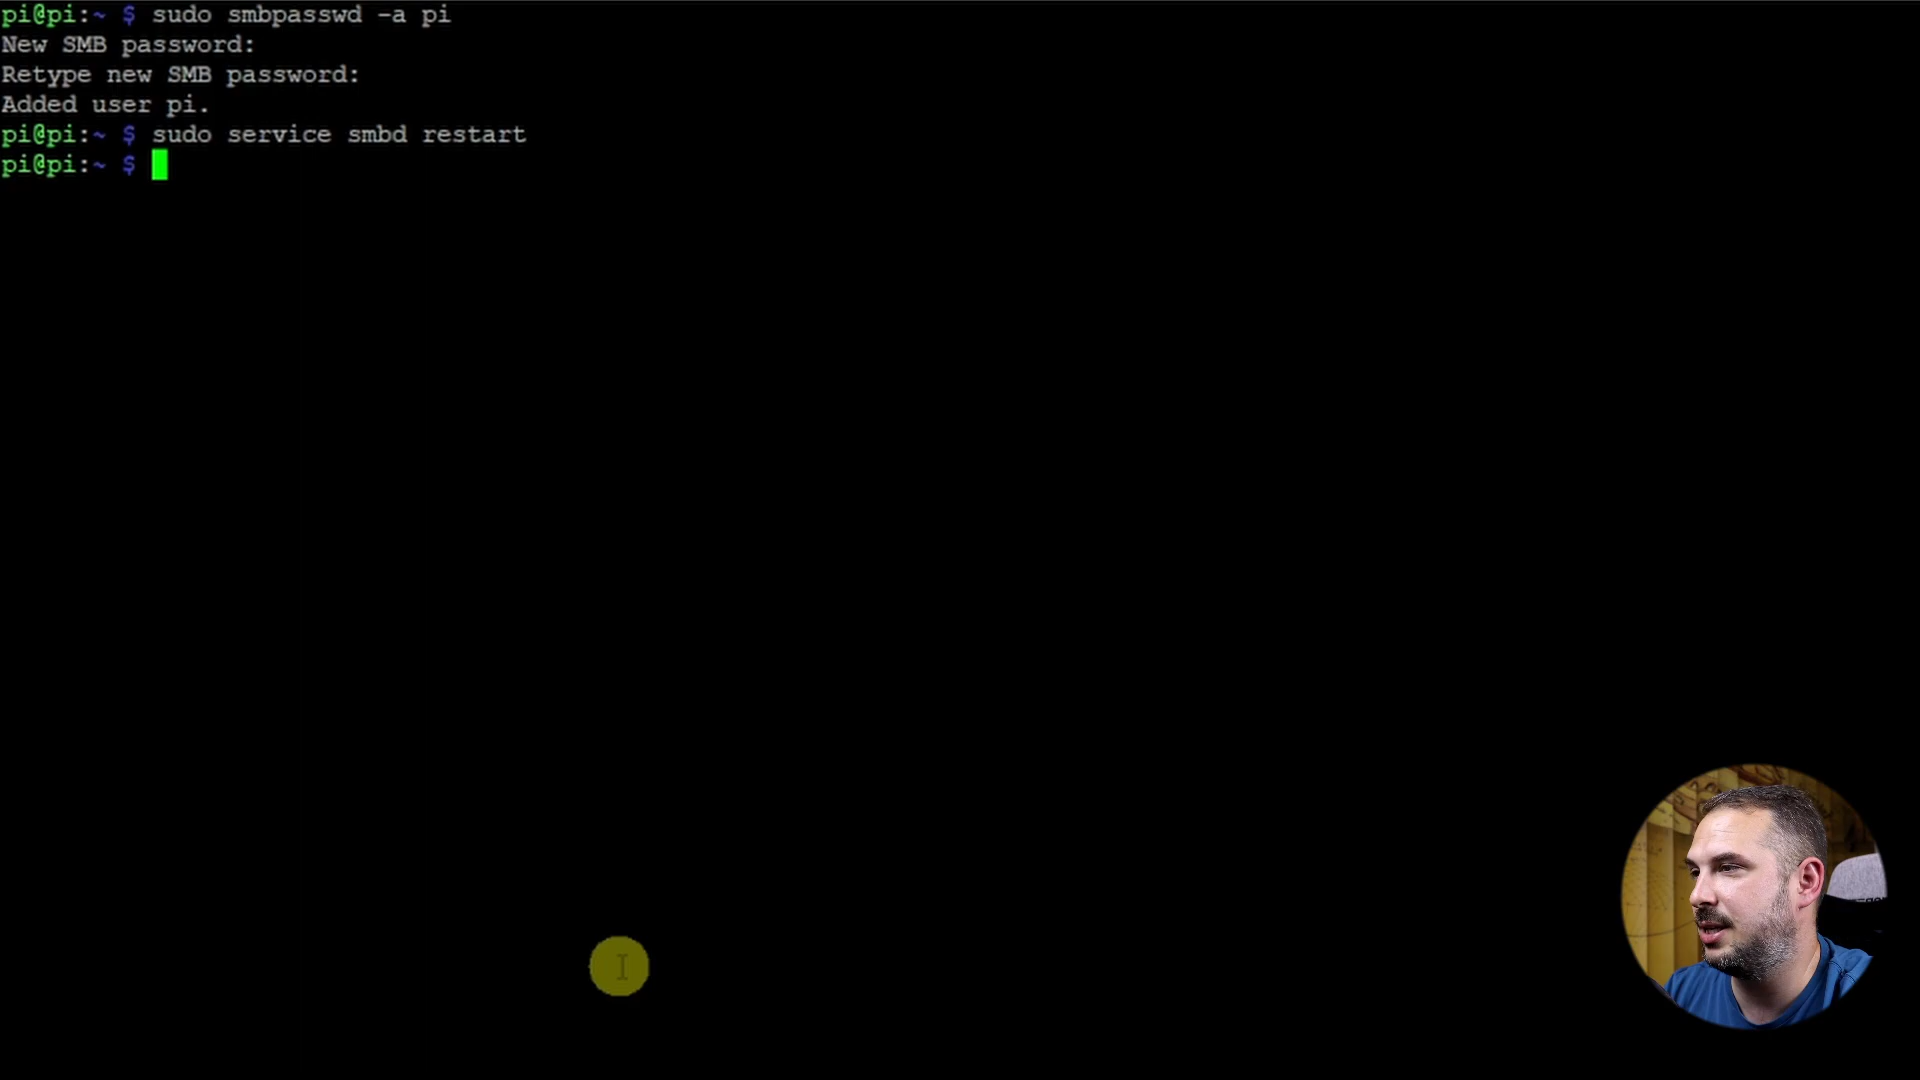 pi@pi:~ $ sudo smbpasswd -a pi
New SMB password:
Retype new SMB password:
Added user pi.
pi@pi:~ $ sudo service smbd restart
pi@pi:~ $